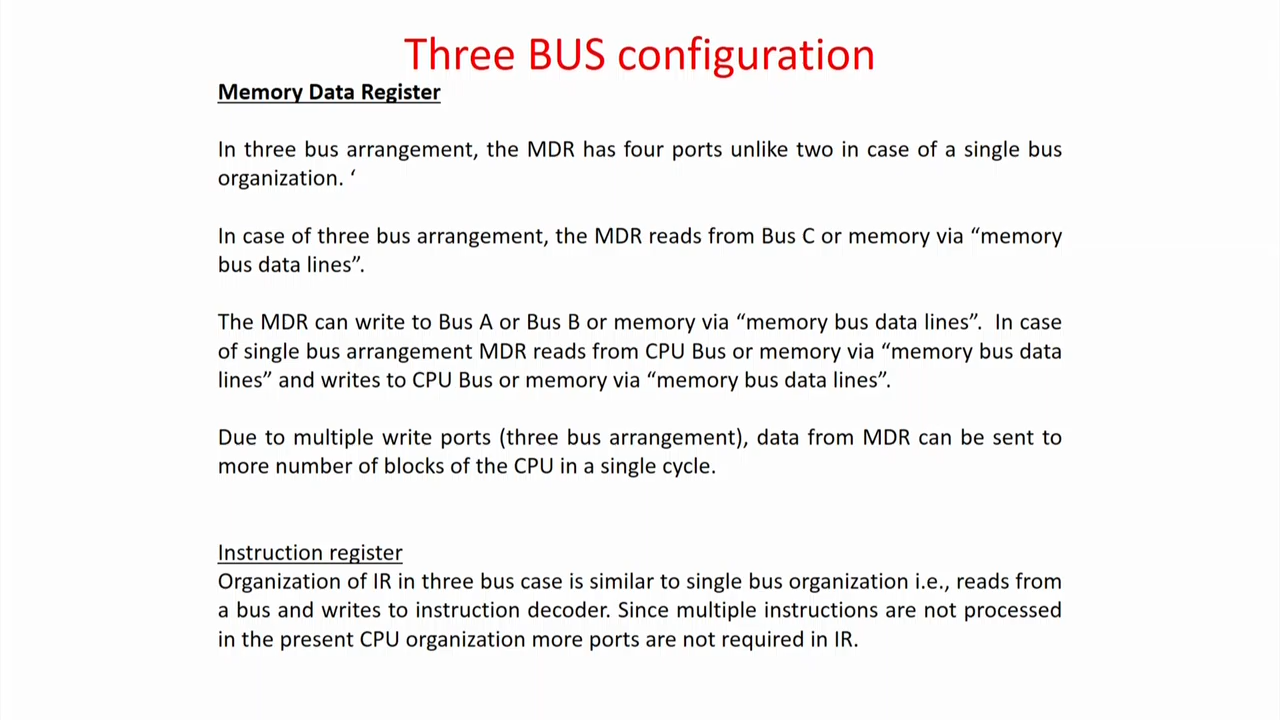 Three BUS configuration
Memory Data Register
In three bus arrangement, the MDR has four ports unlike two in case of a single bus
organization. ‘
In case of three bus arrangement, the MDR reads from Bus C or memory via “memory
bus data lines”.
The MDR can write to Bus A or Bus B or memory via “memory bus data lines”. In case
of single bus arrangement MDR reads from CPU Bus or memory via “memory bus data
lines” and writes to CPU Bus or memory via “memory bus data lines”.
Due to multiple write ports (three bus arrangement), data from MDR can be sent to
more number of blocks of the CPU in a single cycle.
Instruction register
Organization of IR in three bus case is similar to single bus organization i.e., reads from
a bus and writes to instruction decoder. Since multiple instructions are not processed
in the present CPU organization more ports are not required in IR.